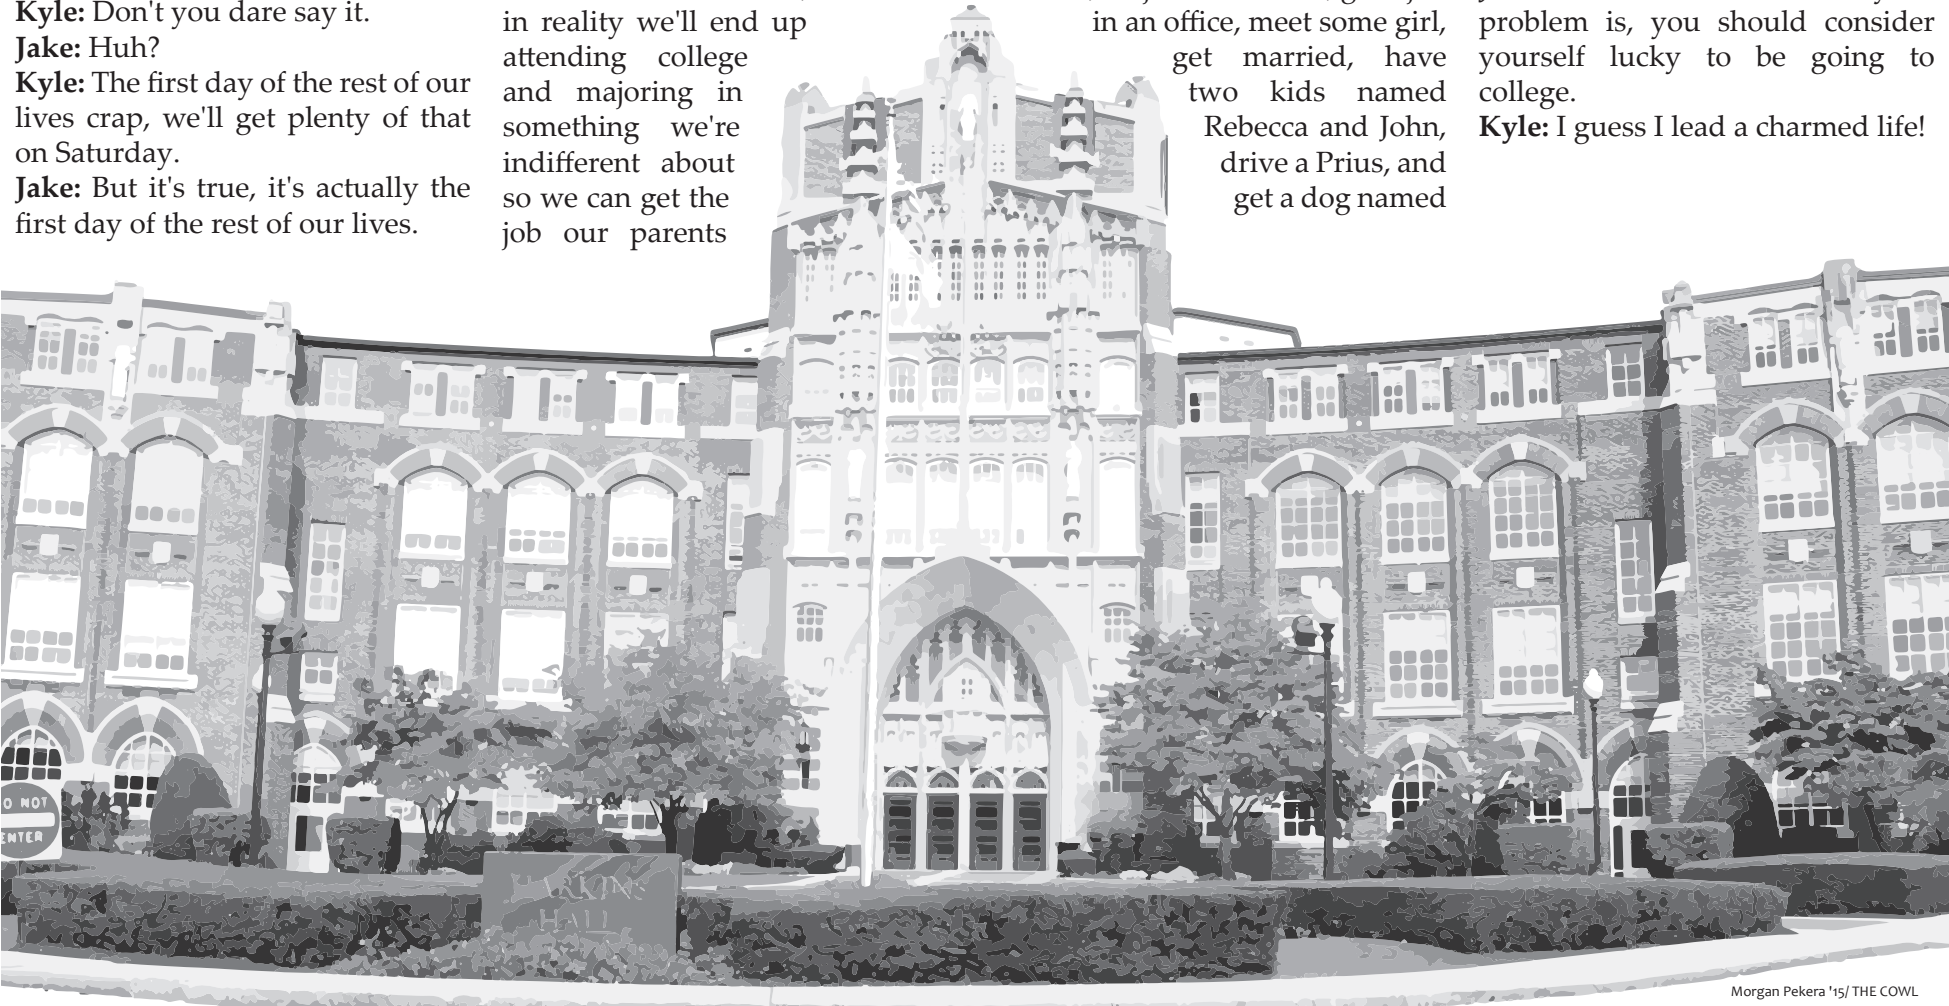 Kyle: Don't you dare say it.
Jake: Huh?
Kyle: The first day of the rest of our
lives crap, we'll get plenty of that
on Saturday.
Jake: But it's true, it's actually the
first day of the rest of our lives.
in reality we'll end up
attending college
and majoring in
something we're
indifferent about
so we can get the
job our parents
in an office, meet some girl,
get married, have
two kids named
Rebecca and John,
drive a Prius, and
get a dog named
problem is, you should consider
yourself lucky to be going to
college.
Kyle: I guess I lead a charmed life!
O NOT
ENTER
HARKINS
HALL
Morgan Pekera '15/ THE COWL